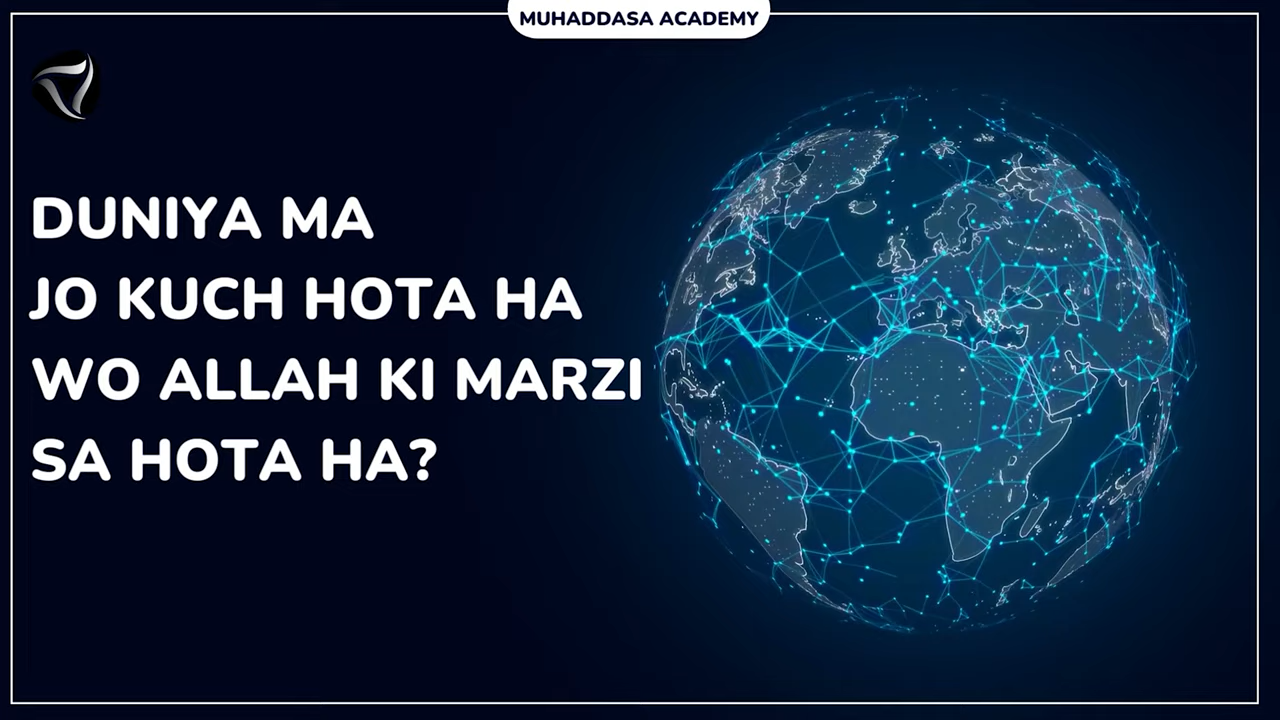 MUHADDASA ACADEMY
DUNIYA MA
JO KUCH HOTA HA
WO ALLAH KI MARZI
SA HOTA HA?